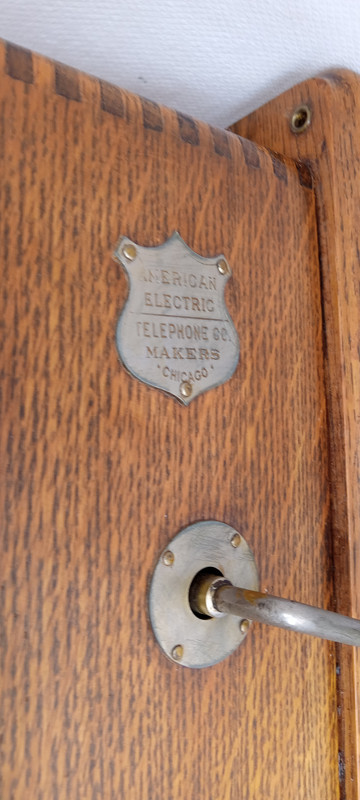 AMERICAN
ELECTRIC
TELEPHONE CO.
MAKERS
"CHICAGO"